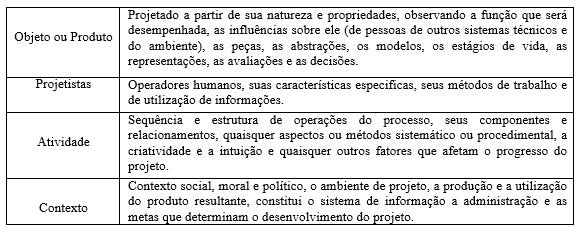 Objeto ou Produto
Projetado a partir de sua natureza e propriedades, observando a função que será
desempenhada, as influências sobre ele (de pessoas de outros sistemas técnicos e
do ambiente), as peças, as abstrações, os modelos, os estágios de vida, as
representações, as avaliações e as decisões.
Projetistas
Operadores humanos, suas características especificas, seus métodos de trabalho e
de utilização de informações.
Atividade
Sequência e estrutura de operações do processo, seus componentes e
relacionamentos, quaisquer aspectos ou métodos sistemático ou procedimental, a
criatividade e a intuição e quaisquer outros fatores que afetam o progresso do
projeto.
Contexto
Contexto social, moral e político, o ambiente de projeto, a produção e a utilização
do produto resultante, constitui o sistema de informação a administração e as
metas que determinam o desenvolvimento do projeto.